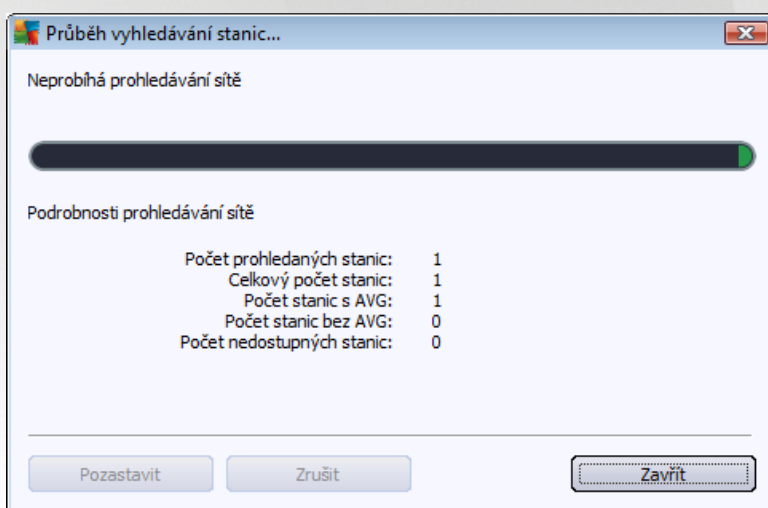 Průběh vyhledávání stanic...
Neprobíhá prohledávání sítě
Podrobnosti prohledávání sítě
Počet prohledaných stanic: 1
Celkový počet stanic: 1
Počet stanic s AVG: 1
Počet stanic bez AVG: 0
Počet nedostupných stanic: 0
Pozastavit Zrušit Zavřít